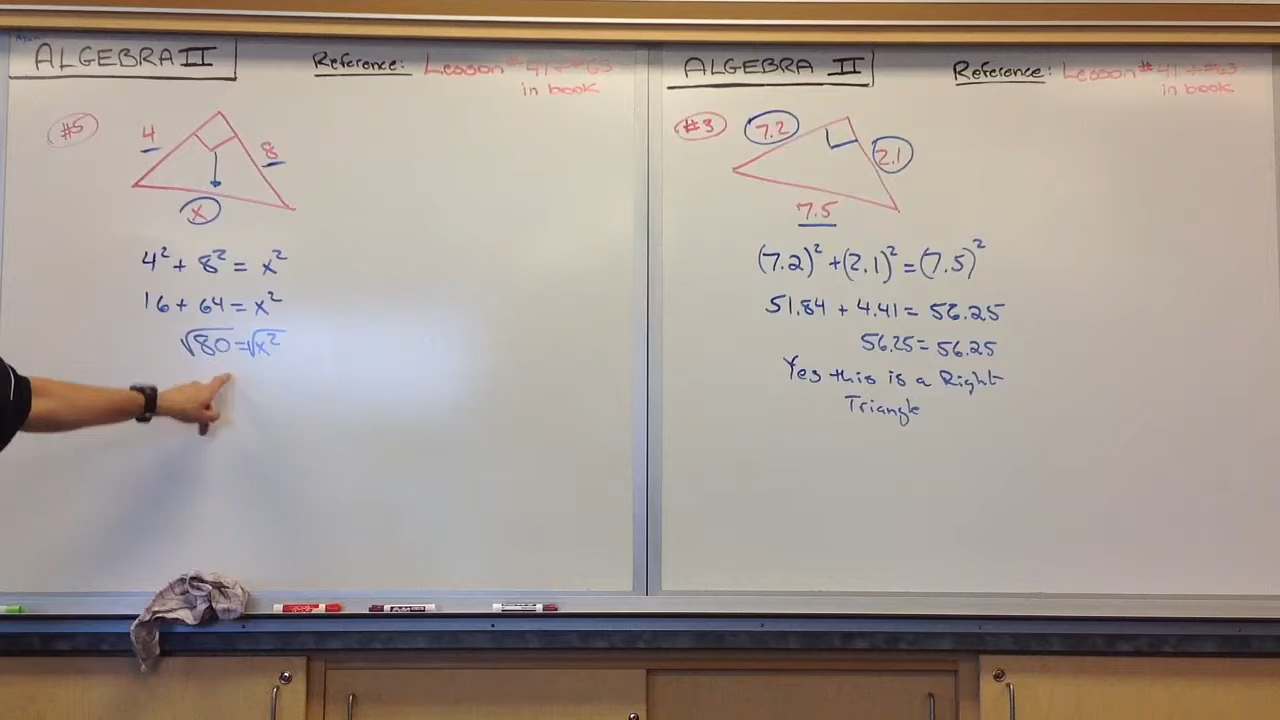 ALGEBRA II
Reference: Lesson # 41 → #63
in book
#5
4
8
x
4² + 8² = x²
16 + 64 = x²
√80 = √x²
ALGEBRA II
Reference: Lesson # 41 → #63
in book
#3
7.2
2.1
7.5
(7.2)² + (2.1)² = (7.5)²
51.84 + 4.41 = 56.25
56.25 = 56.25
Yes this is a Right
Triangle